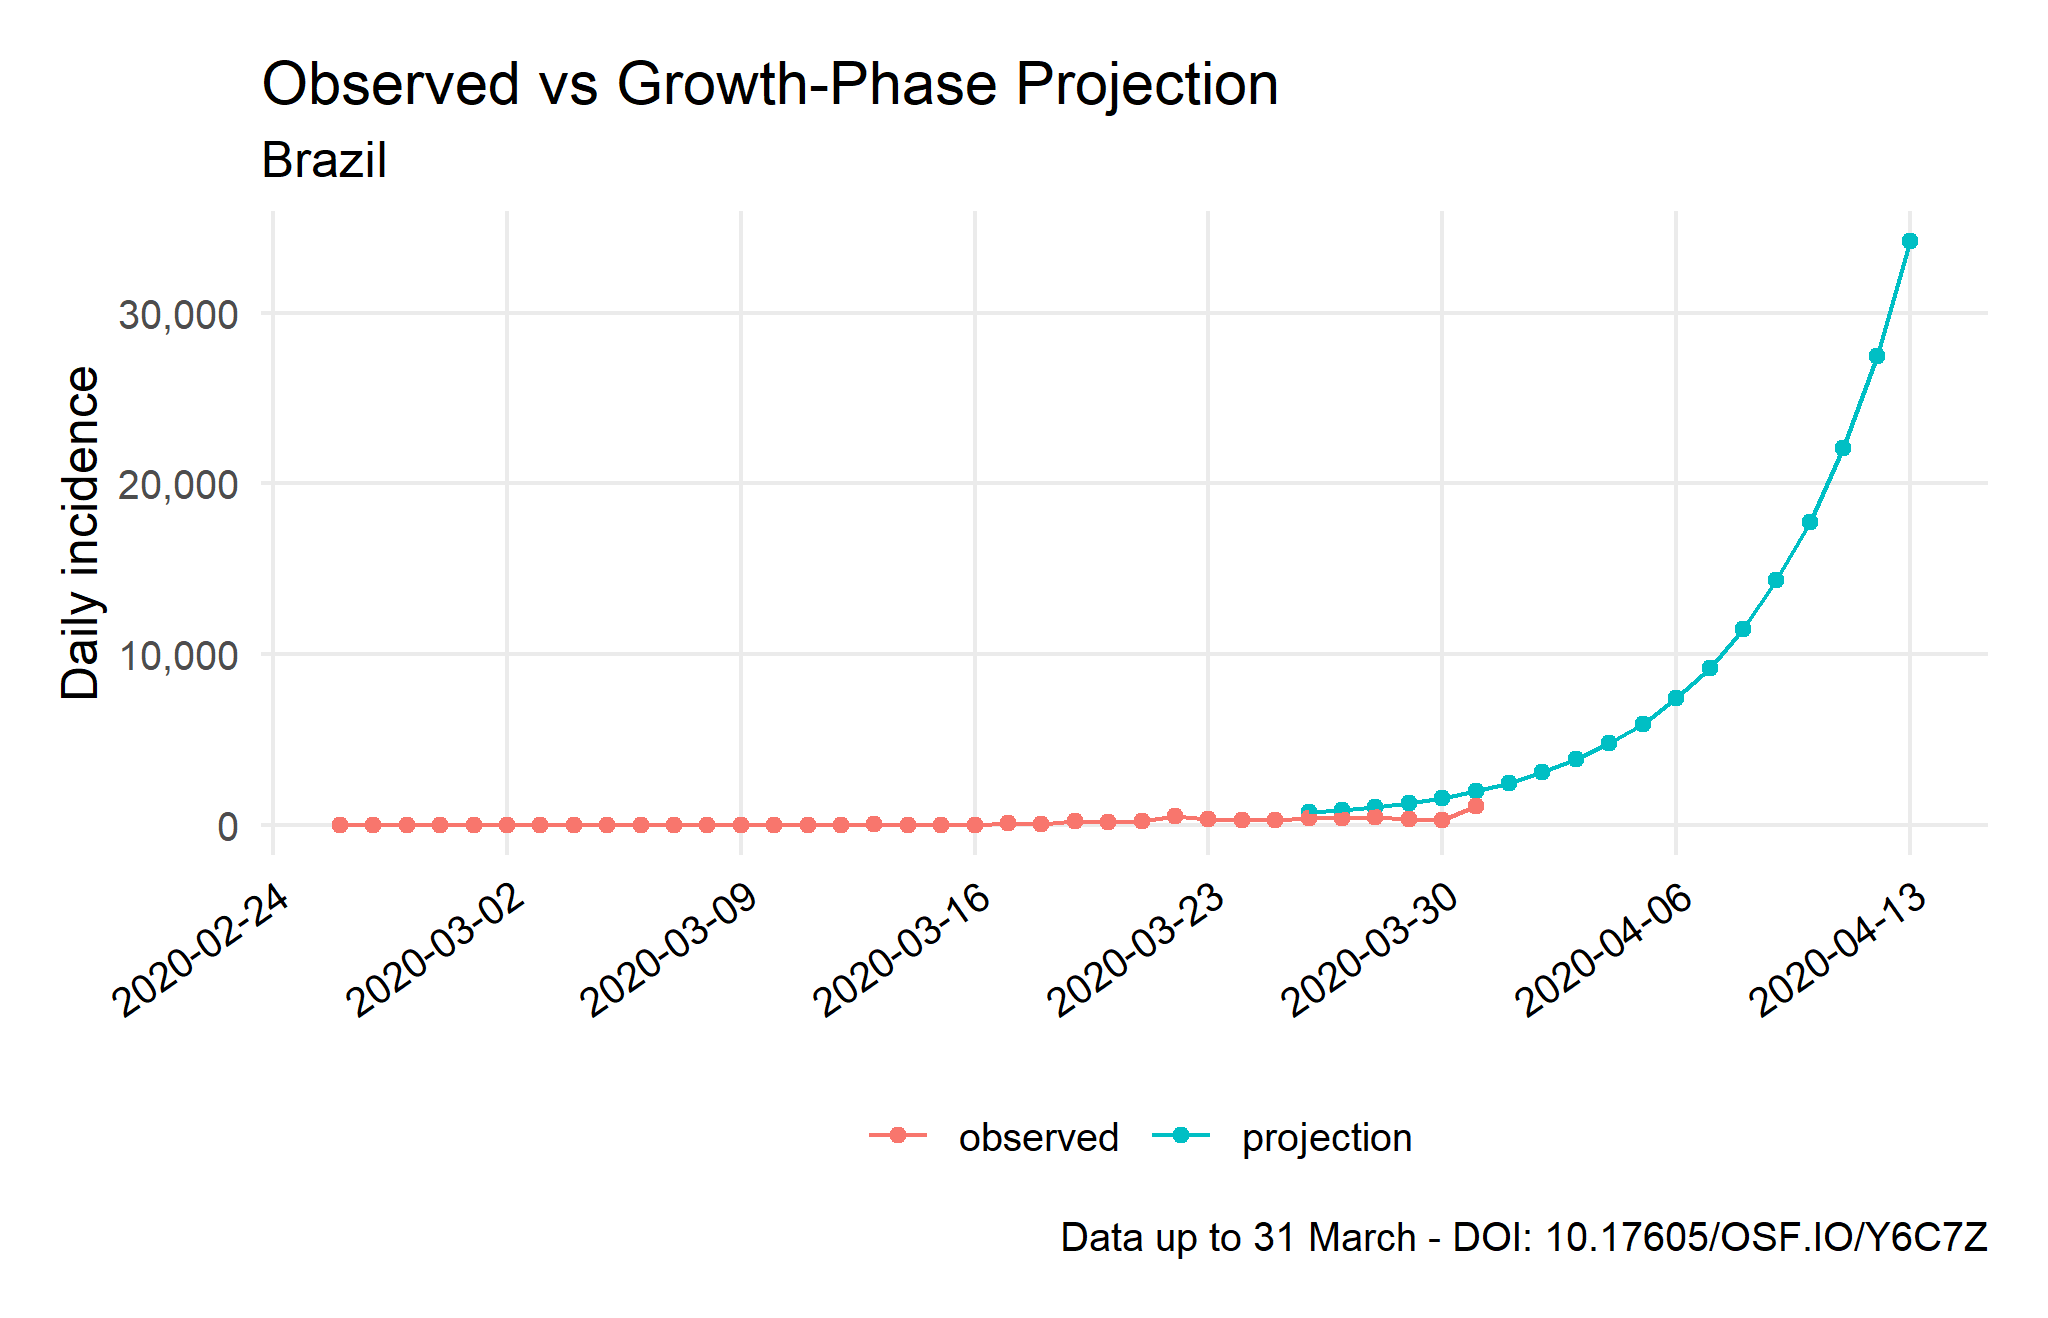 Observed vs Growth-Phase Projection
Brazil
Daily incidence
30,000
20,000
10,000
0
2020-02-24
2020-03-02
2020-03-09
2020-03-16
2020-03-23
2020-03-30
2020-04-06
2020-04-13
observed
projection
Data up to 31 March - DOI: 10.17605/OSF.IO/Y6C7Z